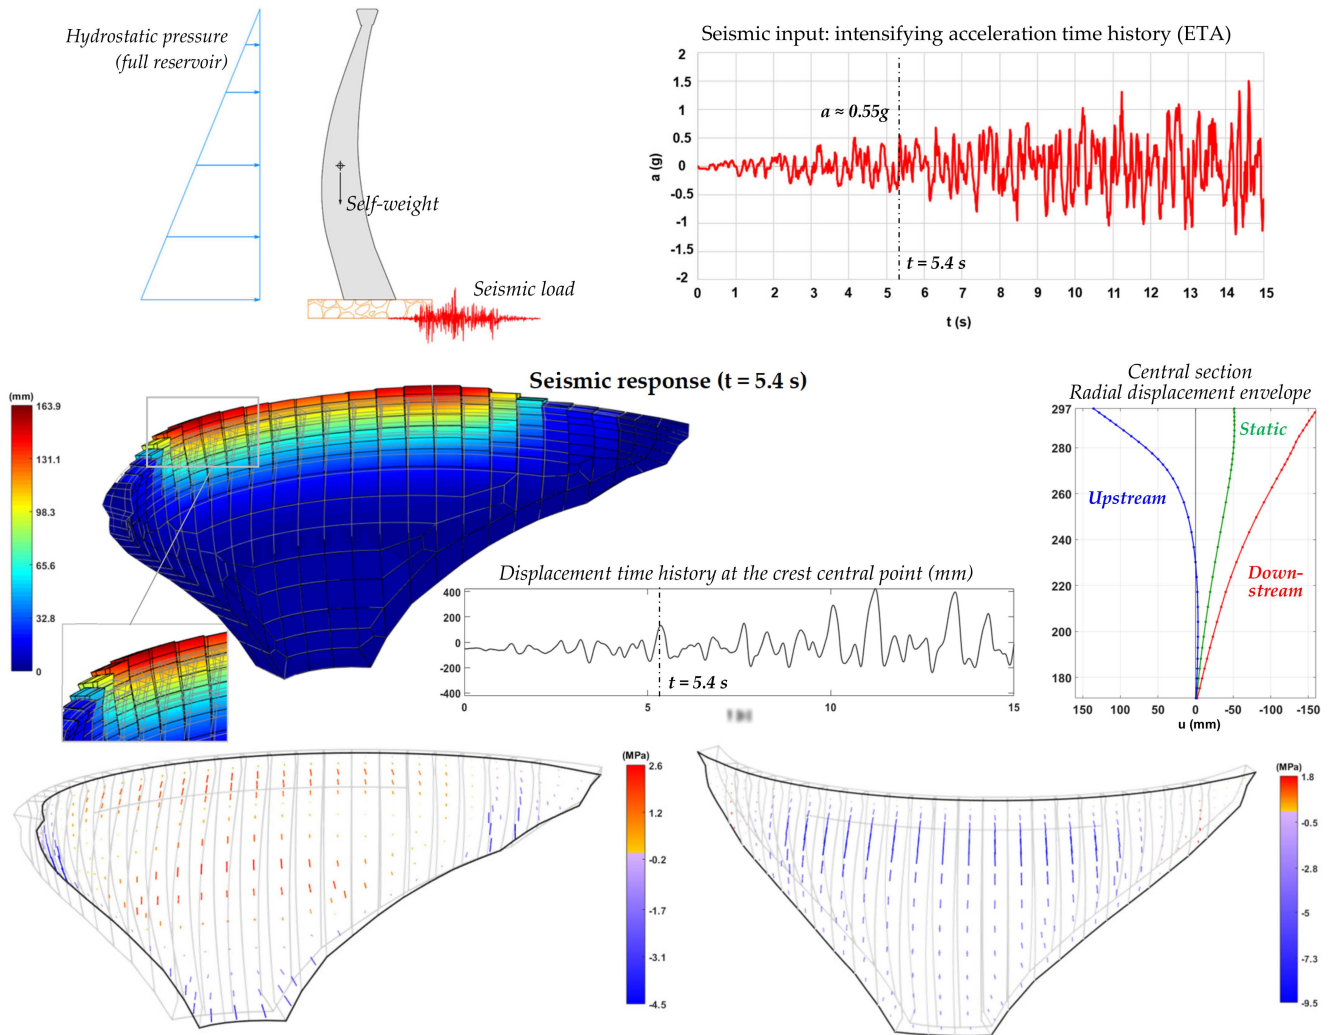 Hydrostatic pressure
(full reservoir)
Self-weight
Seismic load
Seismic input: intensifying acceleration time history (ETA)
2
1.5
1
0.5
0
-0.5
-1
-1.5
-2
a (g)
a ≈ 0.55g
t = 5.4 s
0 1 2 3 4 5 6 7 8 9 10 11 12 13 14 15
t (s)
Seismic response (t = 5.4 s)
(mm)
163.9
131.1
98.3
65.6
32.8
0
Displacement time history at the crest central point (mm)
400
200
0
-200
-400
t = 5.4 s
0 5 10 15
Central section
Radial displacement envelope
297
280
260
240
220
200
180
Static
Upstream
Down-
stream
150 100 50 0 -50 -100 -150
u (mm)
(MPa)
2.6
1.2
-0.2
-1.7
-3.1
-4.5
(MPa)
1.8
-0.5
-2.8
-5
-7.3
-9.5